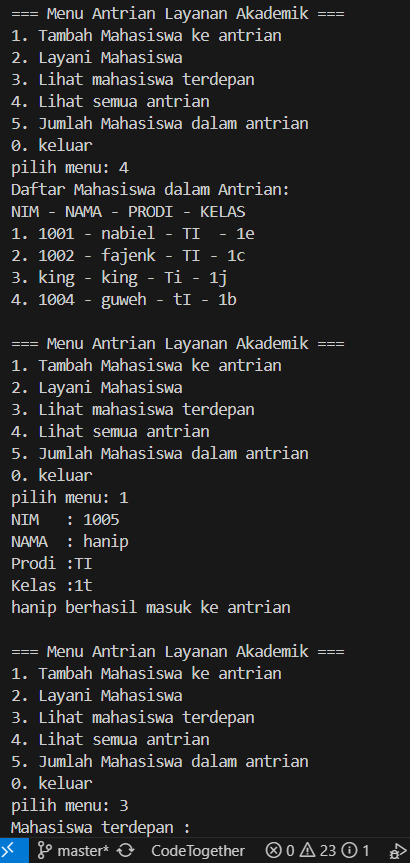 === Menu Antrian Layanan Akademik ===
1. Tambah Mahasiswa ke antrian
2. Layani Mahasiswa
3. Lihat mahasiswa terdepan
4. Lihat semua antrian
5. Jumlah Mahasiswa dalam antrian
0. keluar
pilih menu: 4
Daftar Mahasiswa dalam Antrian:
NIM - NAMA - PRODI - KELAS
1. 1001 - nabiel - TI  - 1e
2. 1002 - fajenk - TI - 1c
3. king - king - Ti - 1j
4. 1004 - guweh - tI - 1b

=== Menu Antrian Layanan Akademik ===
1. Tambah Mahasiswa ke antrian
2. Layani Mahasiswa
3. Lihat mahasiswa terdepan
4. Lihat semua antrian
5. Jumlah Mahasiswa dalam antrian
0. keluar
pilih menu: 1
NIM   : 1005
NAMA  : hanip
Prodi :TI
Kelas :1t
hanip berhasil masuk ke antrian

=== Menu Antrian Layanan Akademik ===
1. Tambah Mahasiswa ke antrian
2. Layani Mahasiswa
3. Lihat mahasiswa terdepan
4. Lihat semua antrian
5. Jumlah Mahasiswa dalam antrian
0. keluar
pilih menu: 3
Mahasiswa terdepan :
master* CodeTogether 0 23 1